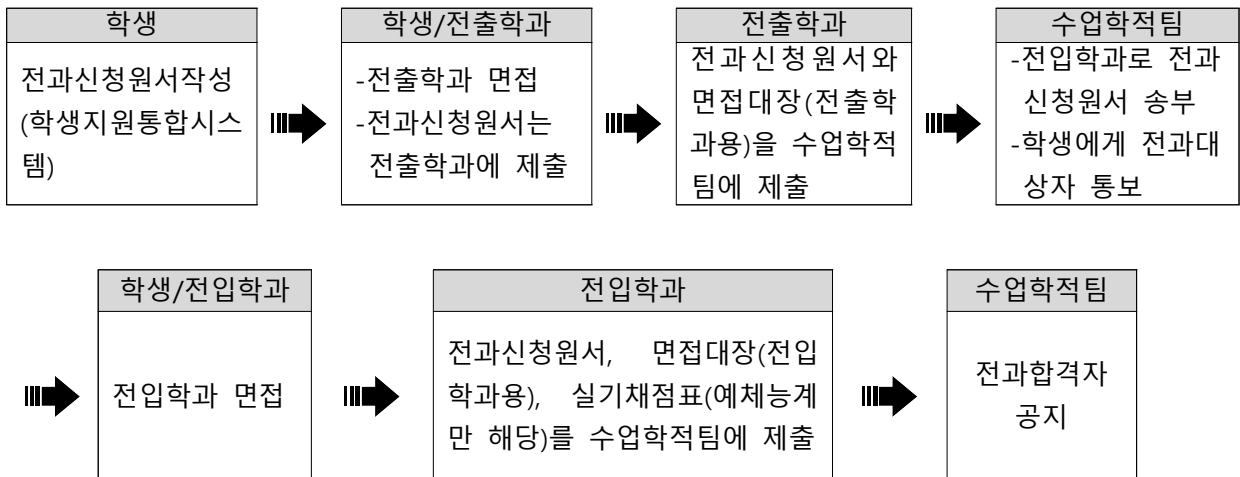 학생
전과신청원서작성
(학생지원통합시스
템)
학생/전출학과
-전출학과 면접
-전과신청원서는
전출학과에 제출
전출학과
전과신청원서와
면접대장(전출학
과용)을 수업학적
팀에 제출
수업학적팀
-전입학과로 전과
신청원서 송부
-학생에게 전과대
상자 통보
학생/전입학과
전입학과 면접
전입학과
전과신청원서, 면접대장(전입
학과용), 실기채점표(예체능계
만 해당)를 수업학적팀에 제출
수업학적팀
전과합격자
공지